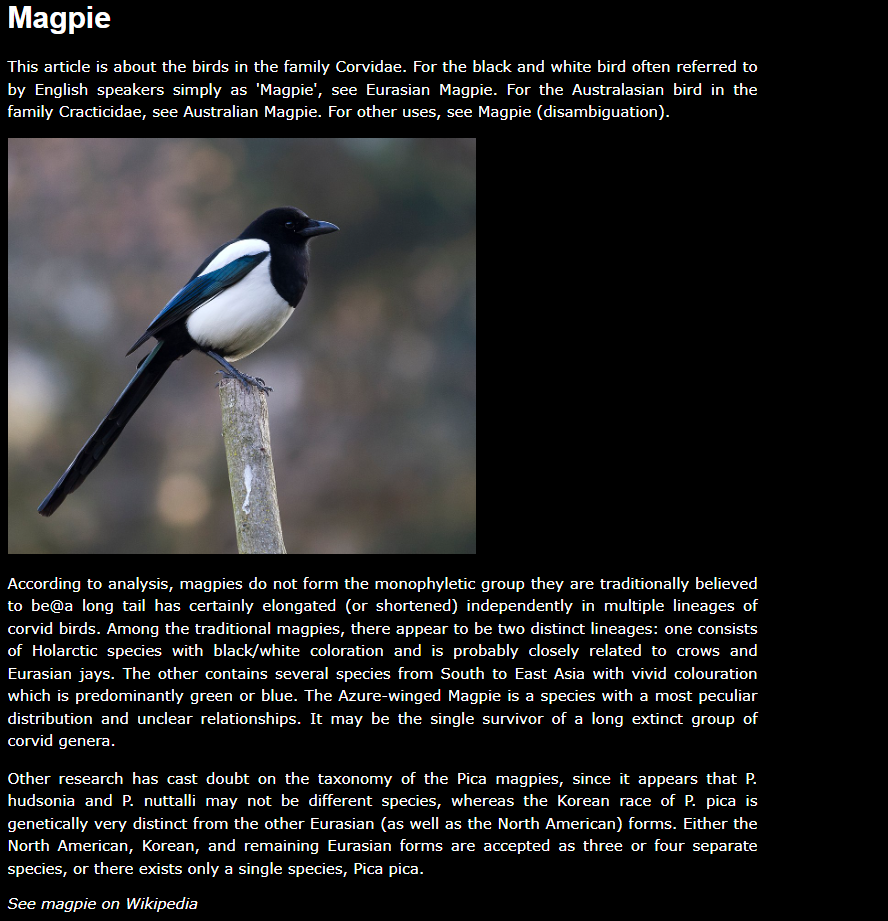 Magpie
This article is about the birds in the family Corvidae. For the black and white bird often referred to
by English speakers simply as 'Magpie', see Eurasian Magpie. For the Australasian bird in the
family Cracticidae, see Australian Magpie. For other uses, see Magpie (disambiguation).
According to analysis, magpies do not form the monophyletic group they are traditionally believed
to be@a long tail has certainly elongated (or shortened) independently in multiple lineages of
corvid birds. Among the traditional magpies, there appear to be two distinct lineages: one consists
of Holarctic species with black/white coloration and is probably closely related to crows and
Eurasian jays. The other contains several species from South to East Asia with vivid colouration
which is predominantly green or blue. The Azure-winged Magpie is a species with a most peculiar
distribution and unclear relationships. It may be the single survivor of a long extinct group of
corvid genera.
Other research has cast doubt on the taxonomy of the Pica magpies, since it appears that P.
hudsonia and P. nuttalli may not be different species, whereas the Korean race of P. pica is
genetically very distinct from the other Eurasian (as well as the North American) forms. Either the
North American, Korean, and remaining Eurasian forms are accepted as three or four separate
species, or there exists only a single species, Pica pica.
See magpie on Wikipedia